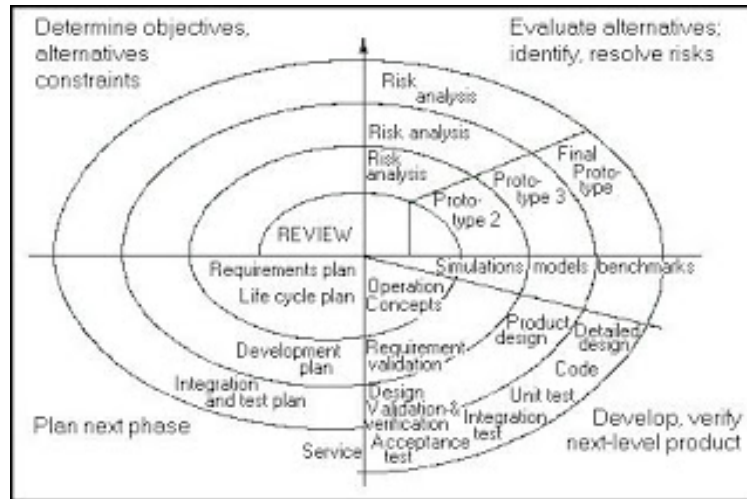 Determine objectives,
alternatives
constraints
Evaluate alternatives;
identify, resolve risks
Risk
analysis
Risk analysis
Risk
analysis
Final
Proto-
type
Proto-
type 3
Proto-
type 2
REVIEW
Requirements plan
Life cycle plan
Simulations, models, benchmarks
Operation
Concepts
Development
plan
Requirement
validation
Product
design
Detailed
design
Integration
and test plan
Design
Validation &
verification
Code
Unit test
Integration
test
Acceptance
test
Service
Plan next phase
Develop, verify
next-level product